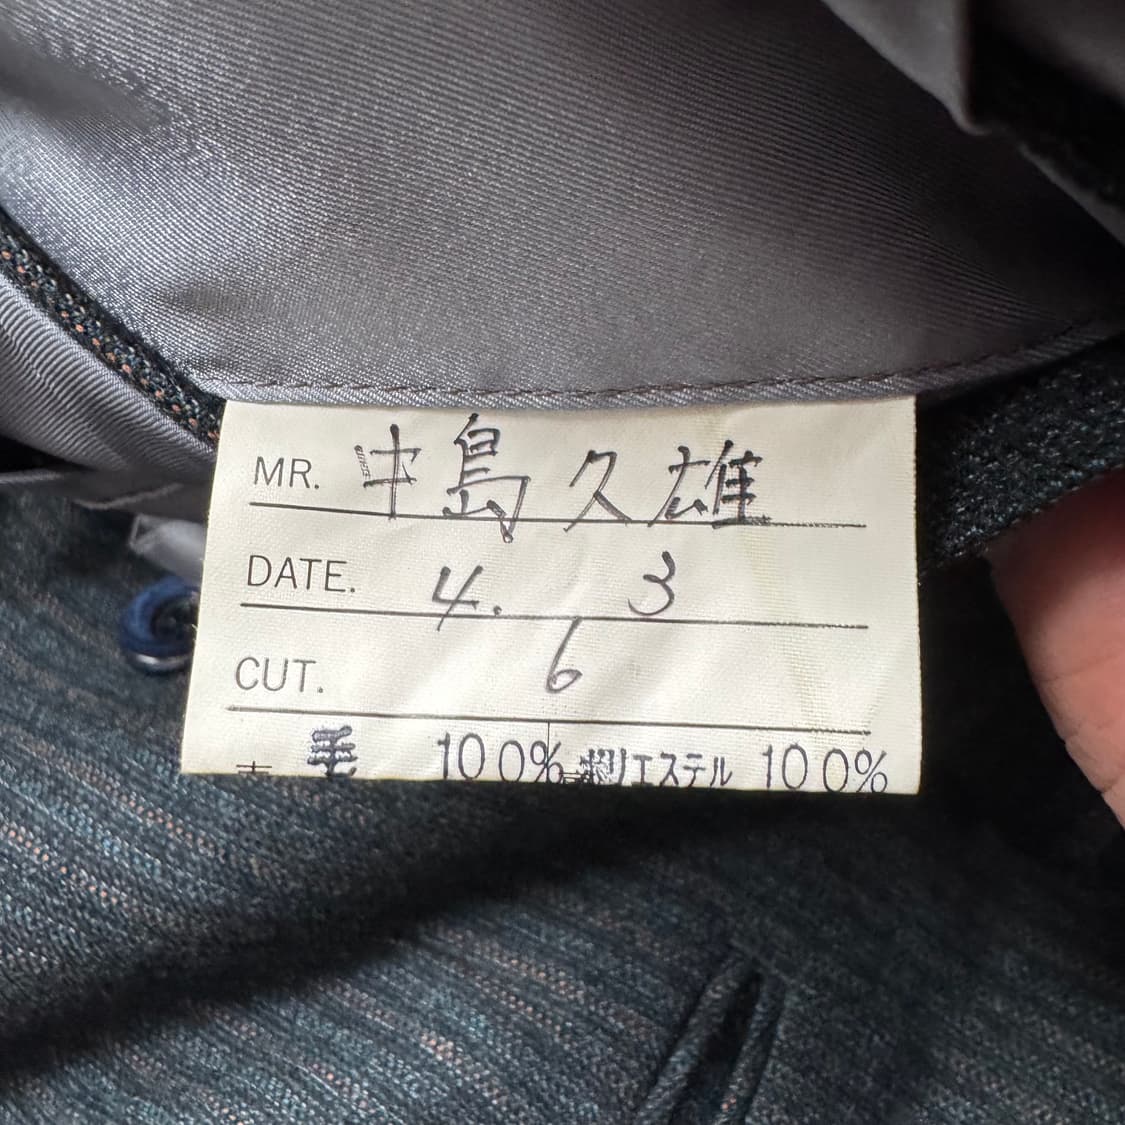 MR. 中島久雄
DATE. 4. 3
CUT. 6
毛 100% ポリエステル 100%